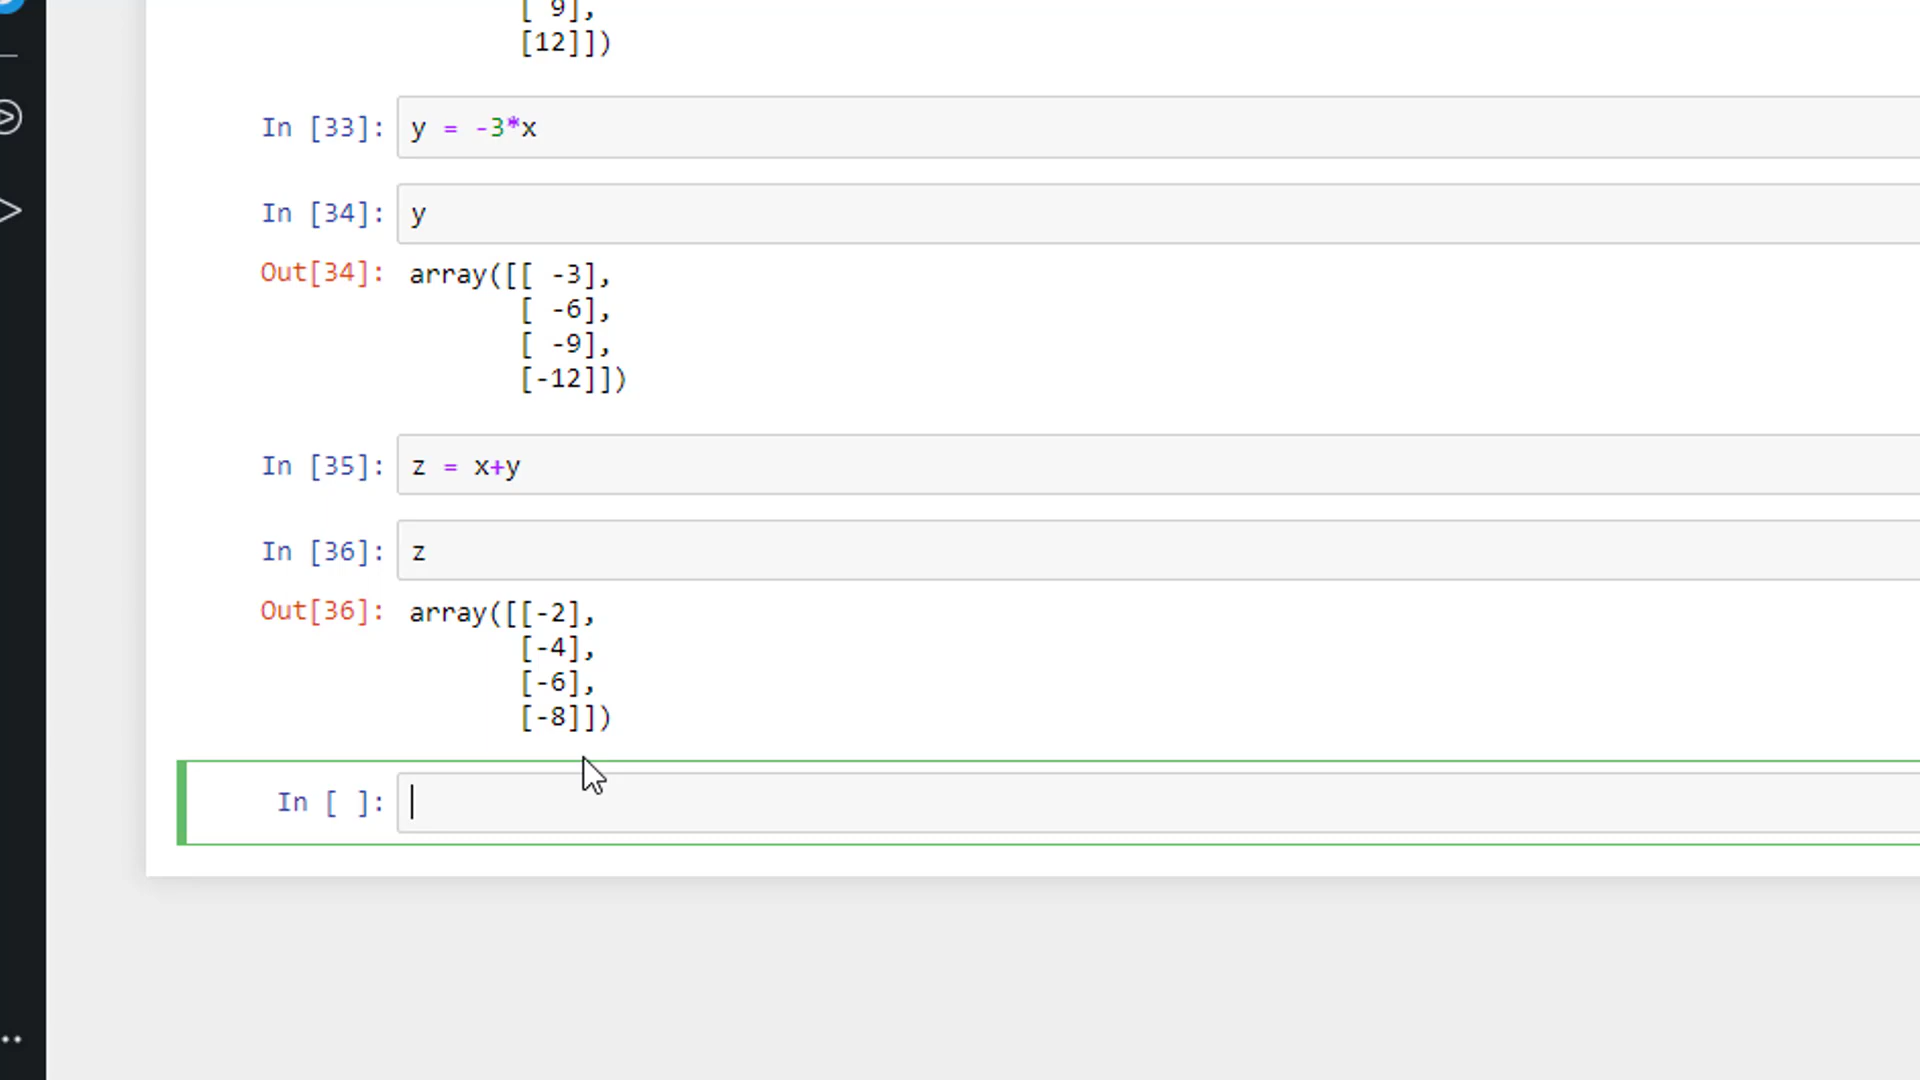 [ 9],
[12]])
In [33]: y = -3*x
In [34]: y
Out[34]: array([[ -3],
[ -6],
[ -9],
[-12]])
In [35]: z = x+y
In [36]: z
Out[36]: array([[-2],
[-4],
[-6],
[-8]])
In [ ]: